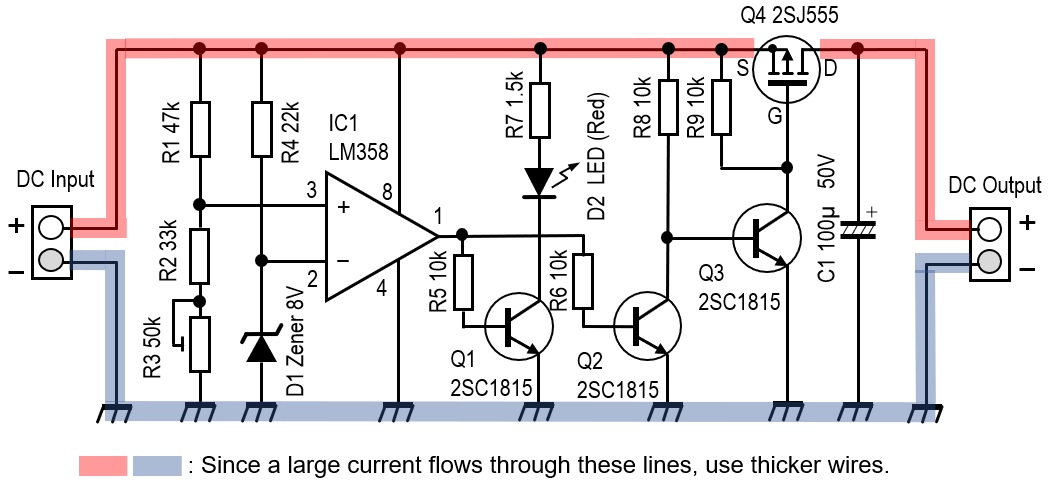 Q4 2SJ555
S
D
G
R1 47k
R4 22k
IC1
LM358
R7 1.5k
D2 LED (Red)
R8 10k
R9 10k
50V
C1 100µ
+
DC Input
+
−
DC Output
+
−
3
8
+
1
−
2
4
R2 33k
R3 50k
D1 Zener 8V
R5 10k
R6 10k
Q3
2SC1815
Q1
2SC1815
Q2
2SC1815
: Since a large current flows through these lines, use thicker wires.